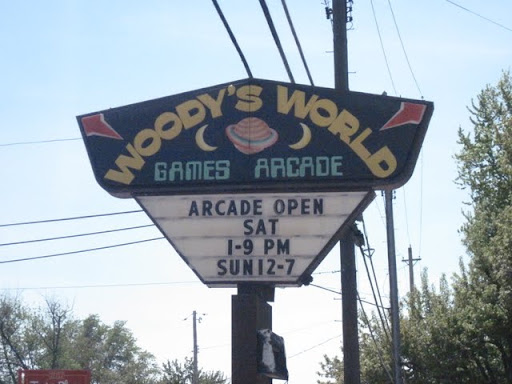 WOODY'S WORLD
GAMES ARCADE
ARCADE OPEN
SAT
1-9 PM
SUN 12-7